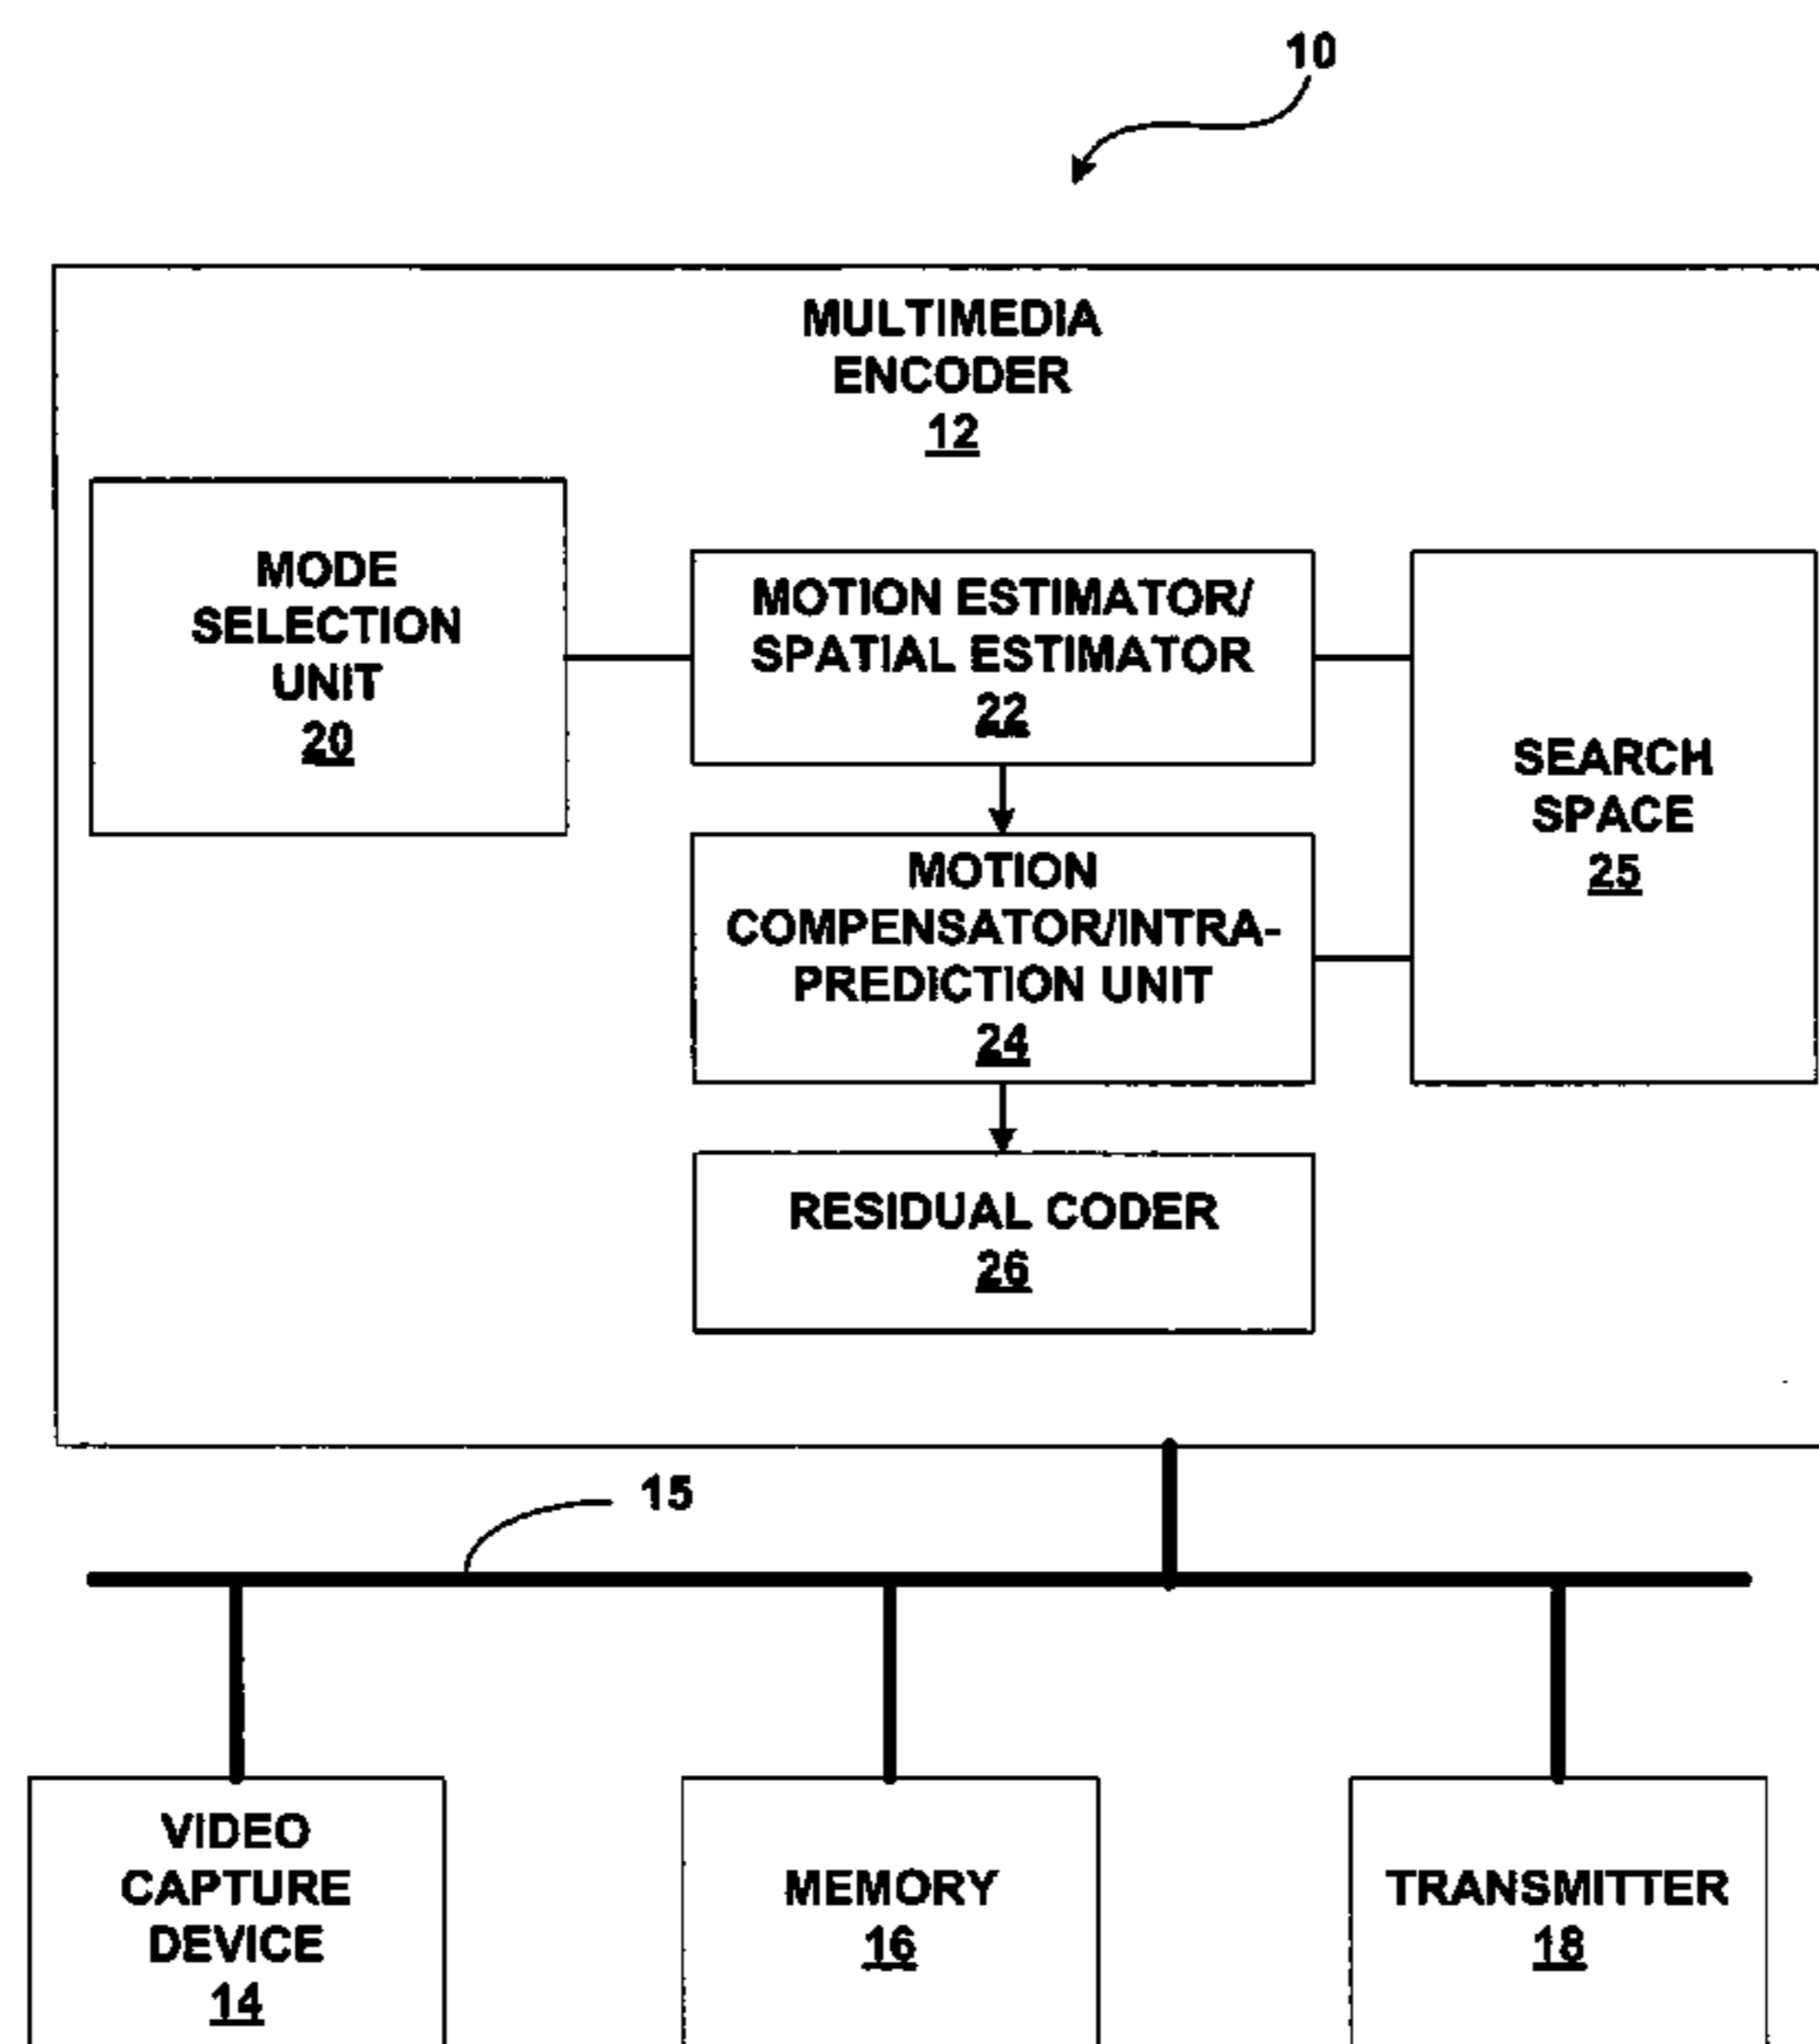 10
MULTIMEDIA
ENCODER
12
MODE
SELECTION
UNIT
20
MOTION ESTIMATOR/
SPATIAL ESTIMATOR
22
SEARCH
SPACE
25
MOTION
COMPENSATOR/INTRA-
PREDICTION UNIT
24
RESIDUAL CODER
26
15
VIDEO
CAPTURE
DEVICE
14
MEMORY
16
TRANSMITTER
18